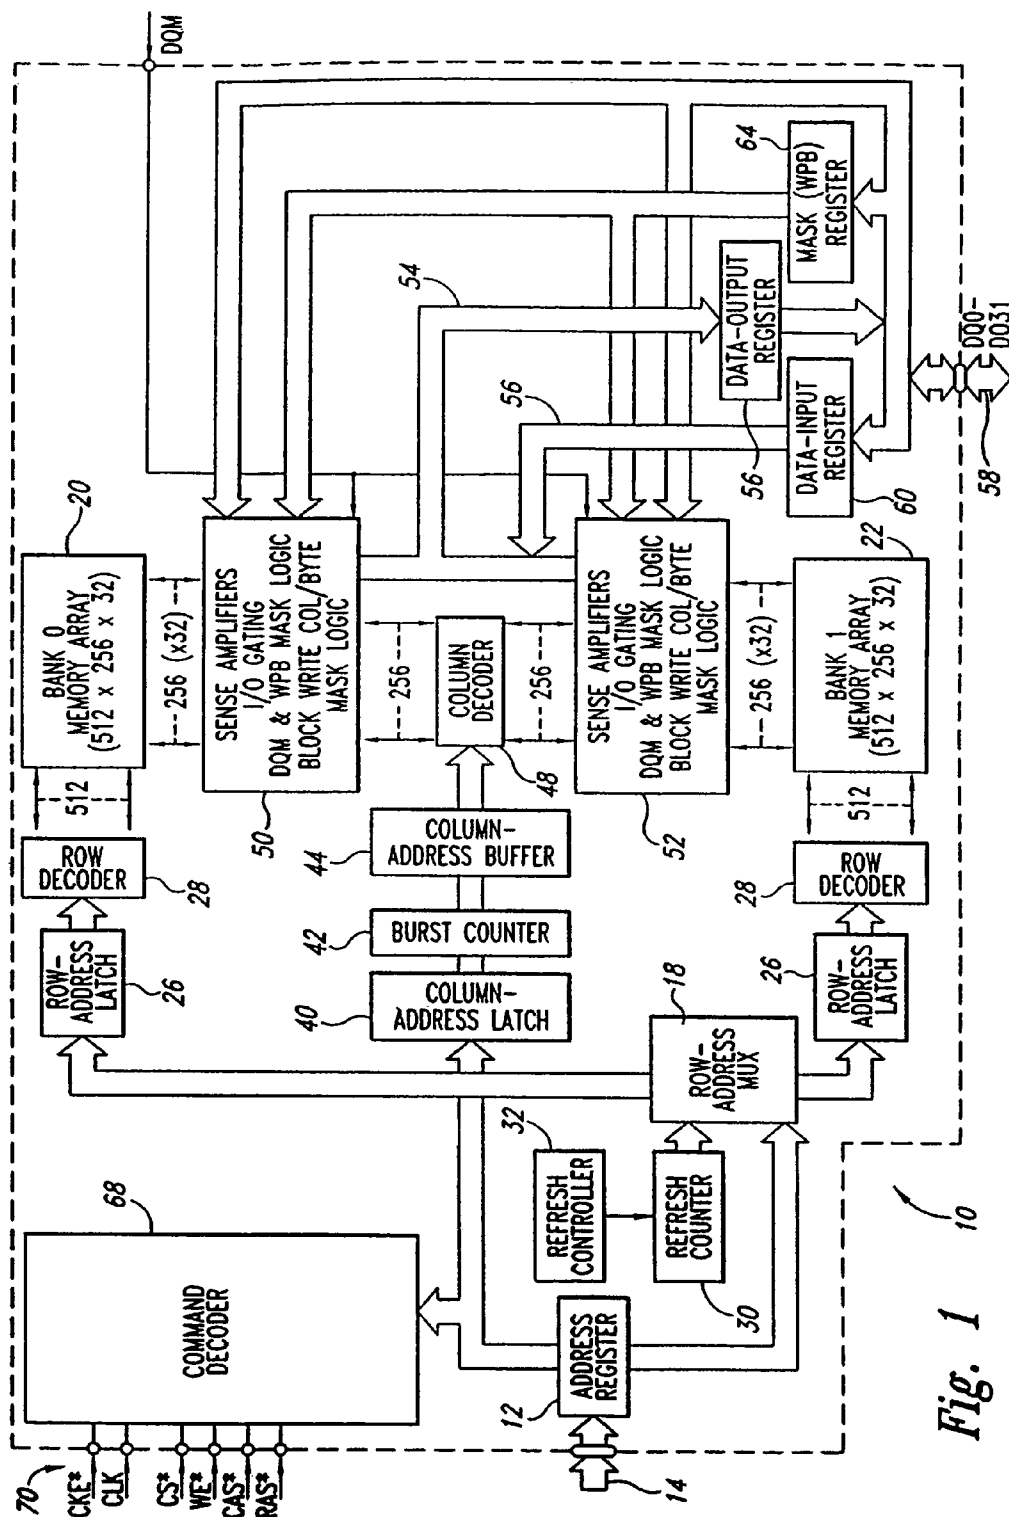 70
CKE*
CLK
CS*
WE*
CAS*
RAS*
COMMAND
DECODER
68
14
12
ADDRESS
REGISTER
REFRESH
CONTROLLER
32
REFRESH
COUNTER
30
ROW-
ADDRESS
MUX
18
ROW-
ADDRESS
LATCH
26
ROW
DECODER
28
512
BANK 0
MEMORY ARRAY
(512 x 256 x 32)
20
256 (x32)
COLUMN-
ADDRESS LATCH
40
BURST COUNTER
42
COLUMN-
ADDRESS BUFFER
44
SENSE AMPLIFIERS
I/O GATING
DQM & WPB MASK LOGIC
BLOCK WRITE COL/BYTE
MASK LOGIC
50
256
COLUMN
DECODER
48
256
SENSE AMPLIFIERS
I/O GATING
DQM & WPB MASK LOGIC
BLOCK WRITE COL/BYTE
MASK LOGIC
52
256 (x32)
ROW-
ADDRESS
LATCH
26
ROW
DECODER
28
512
BANK 1
MEMORY ARRAY
(512 x 256 x 32)
22
DQM
54
56
DATA-OUTPUT
REGISTER
56
DATA-INPUT
REGISTER
60
MASK (WPB)
REGISTER
64
DQ0-
DQ31
58
10
Fig. 1